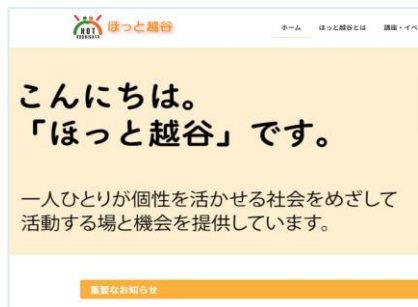 HOT
KOSHIGAYA
ほっと越谷
ホーム ほっと越谷とは 講座・イベ
こんにちは。
「ほっと越谷」です。
一人ひとりが個性を活かせる社会をめざして
活動する場と機会を提供しています。
重要なお知らせ